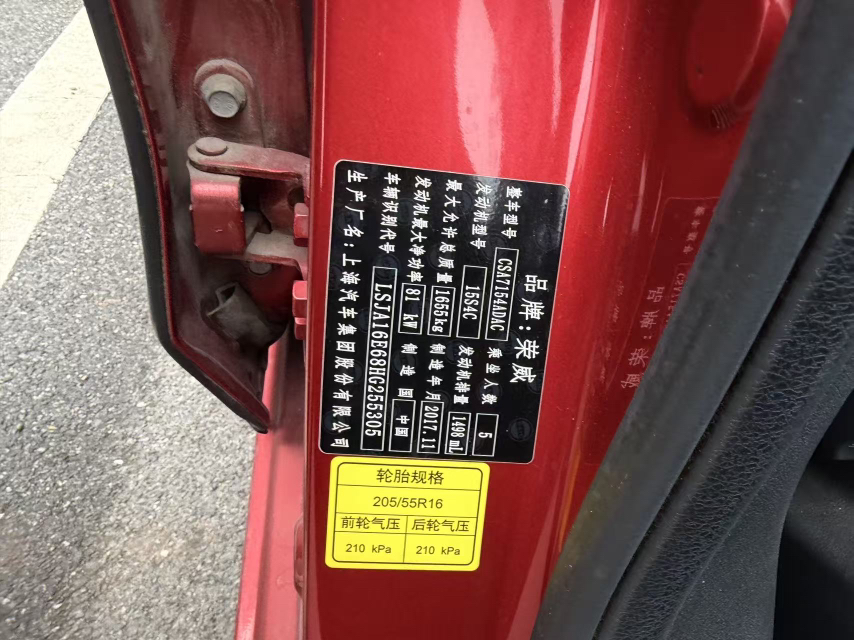 品牌:荣威
整车型号 CSA7154ADAC 乘坐人数 5
发动机型号 15S4C 发动机排量 1498 mL
最大允许总质量 1655kg 制造年月 2017.11
发动机最大净功率 81 kW 制造国 中国
车辆识别代号 LSJA16E68HG255305
生产厂名:上海汽车集团股份有限公司
轮胎规格
205/55R16
前轮气压 后轮气压
210 kPa 210 kPa